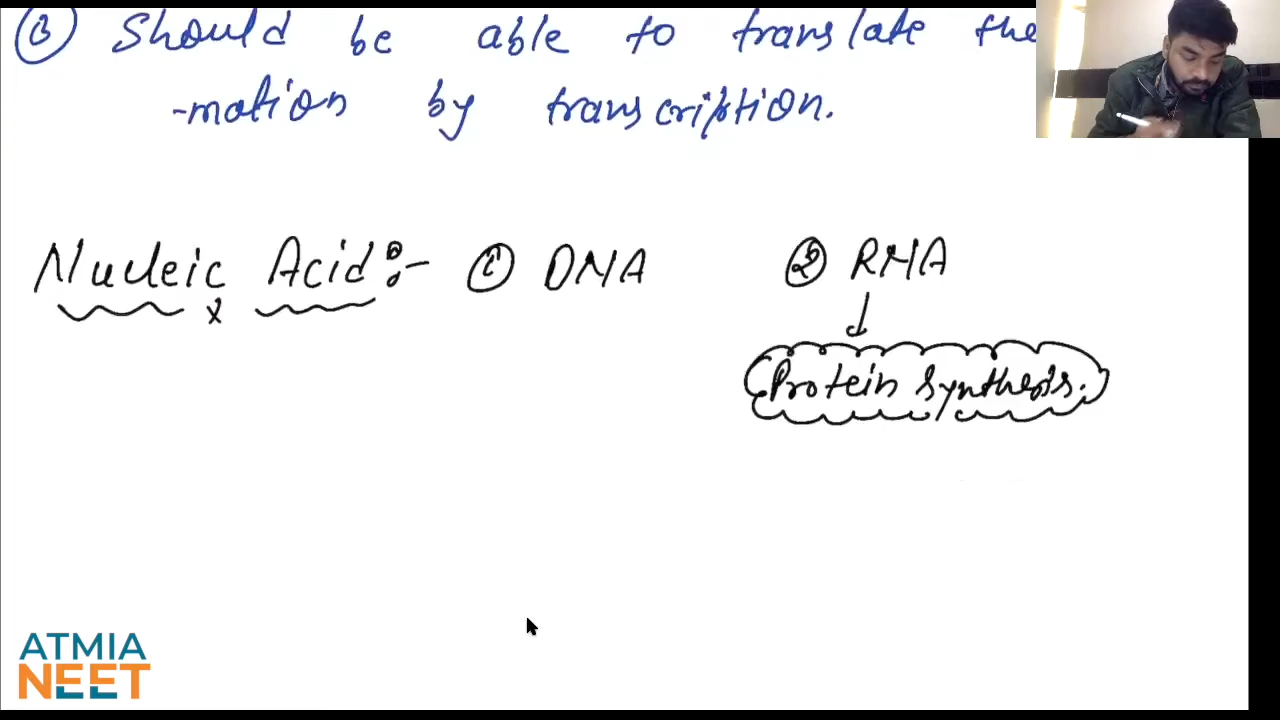 ③ Should be able to translate the
-mation by transcription.
Nucleic Acid:- ① DNA ② RNA
Protein synthesis.
ATMIA
NEET